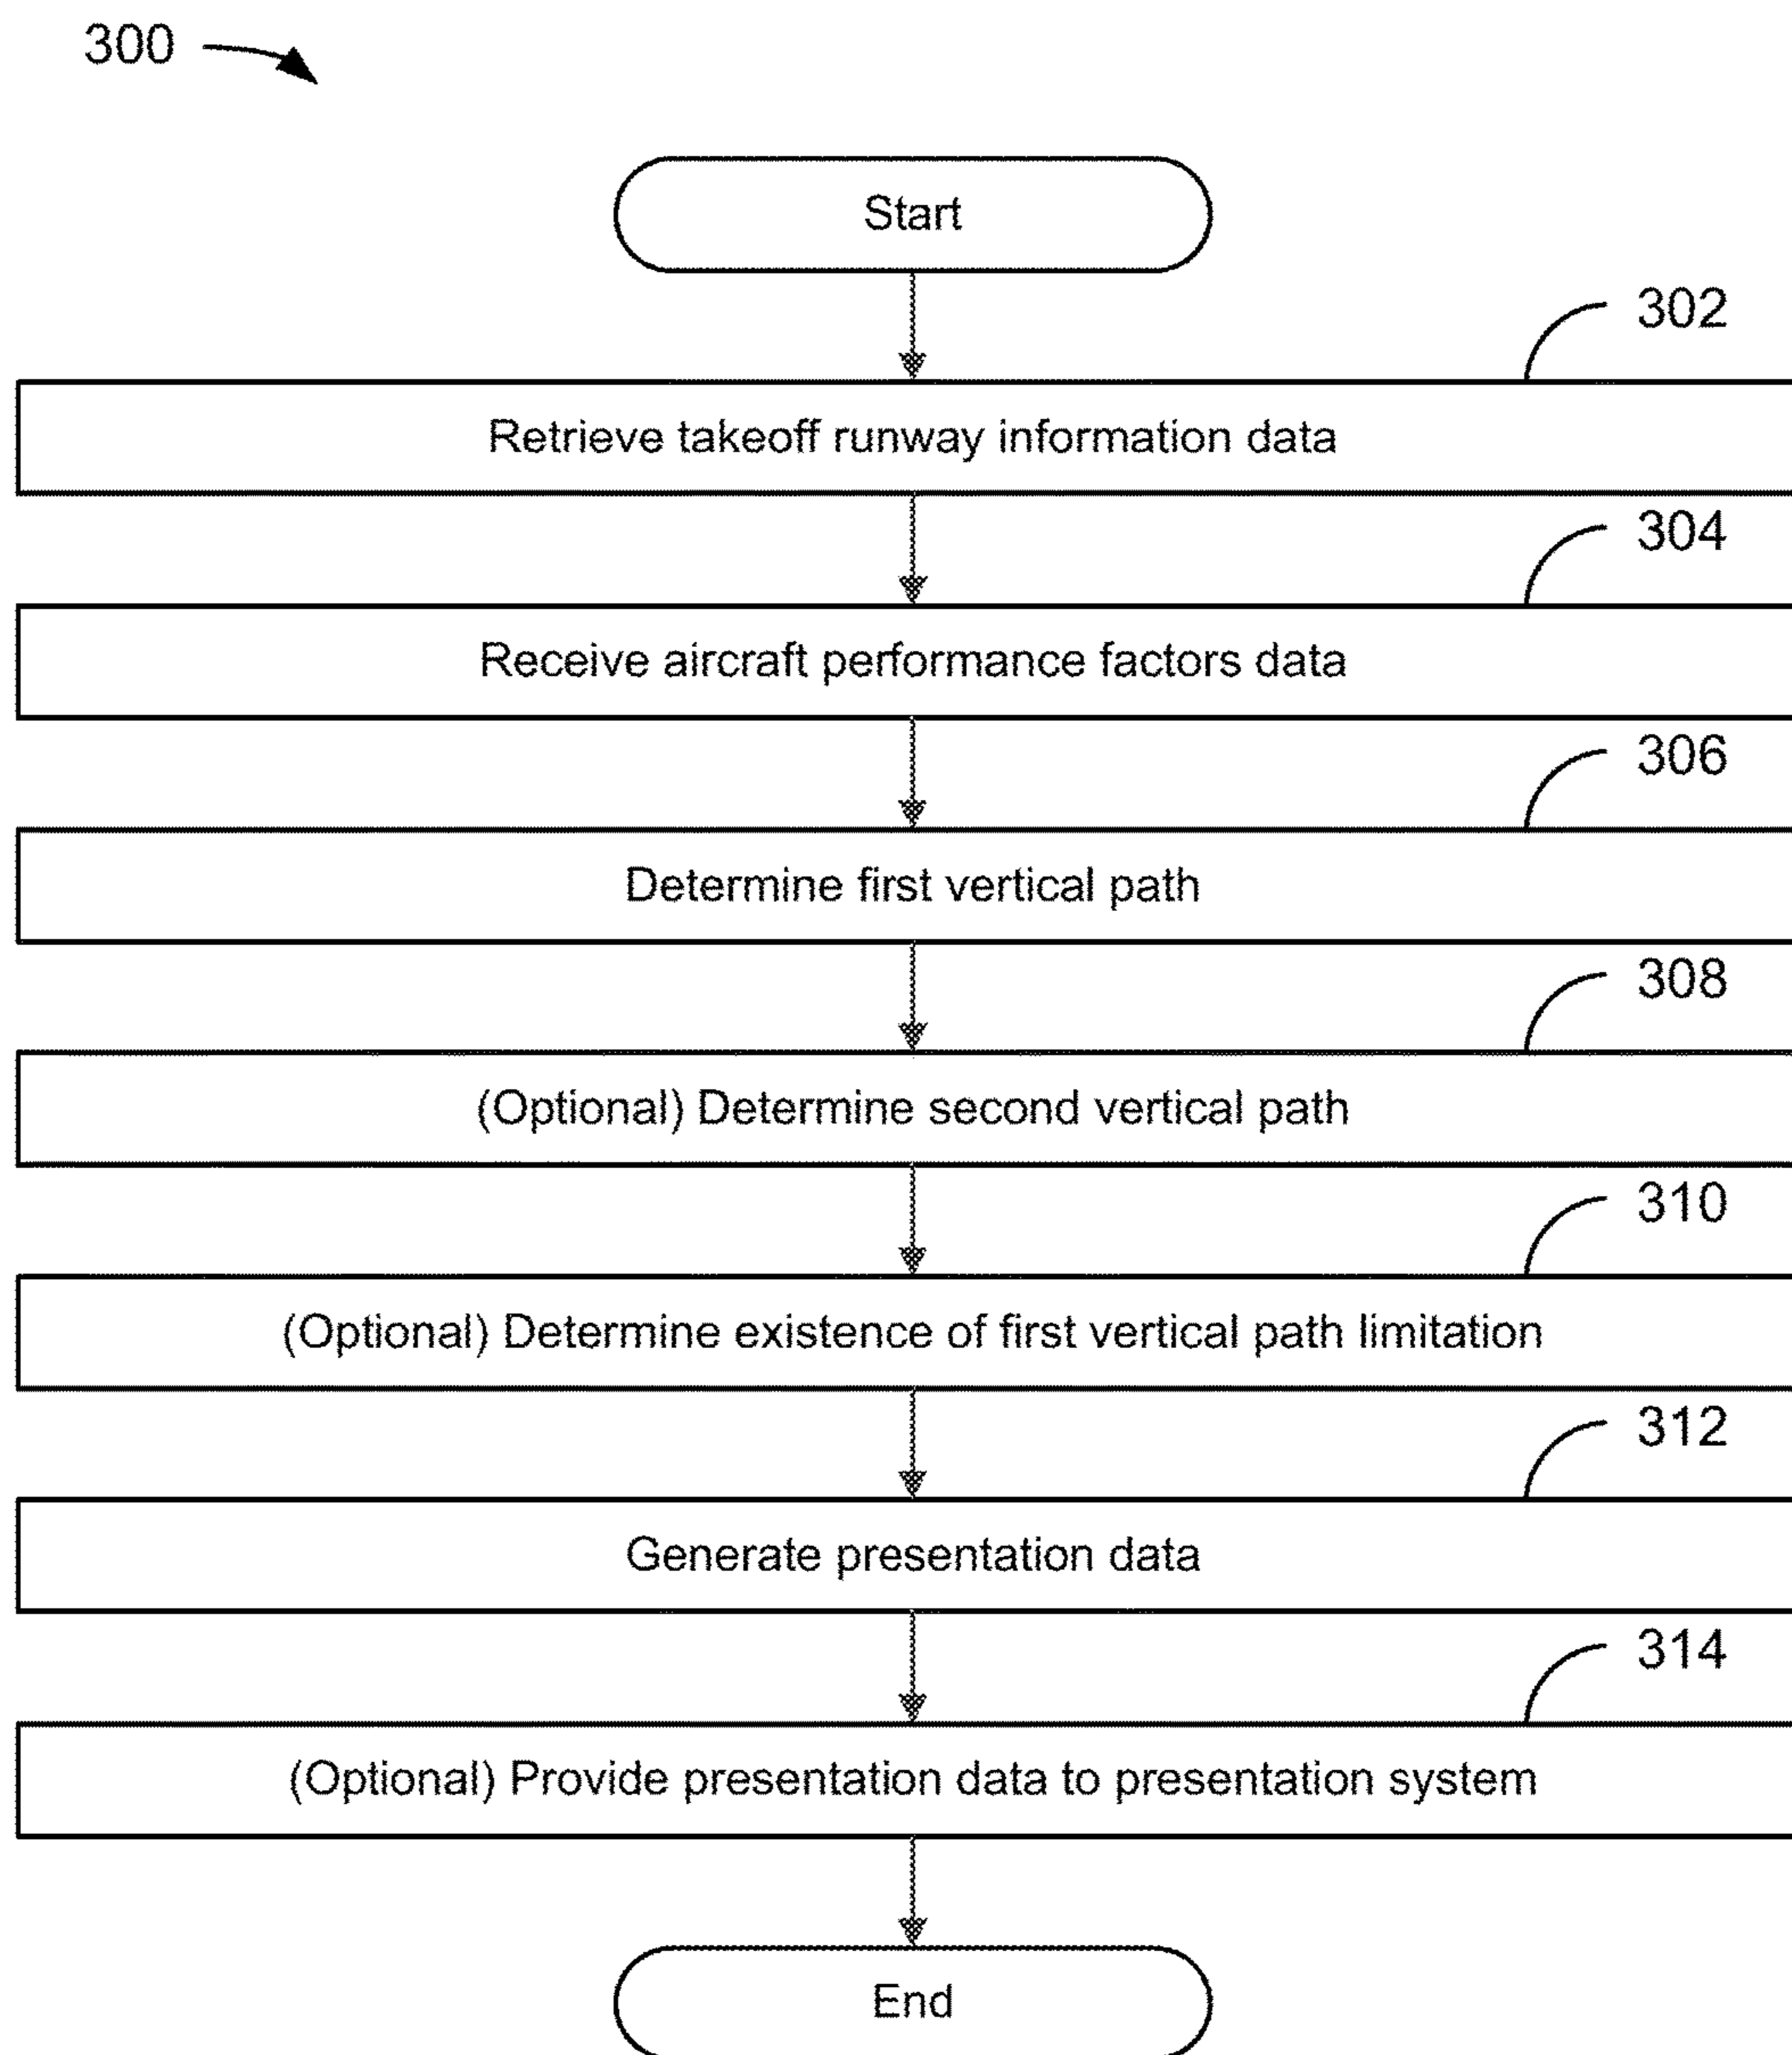 300
Start
302
Retrieve takeoff runway information data
304
Receive aircraft performance factors data
306
Determine first vertical path
308
(Optional) Determine second vertical path
310
(Optional) Determine existence of first vertical path limitation
312
Generate presentation data
314
(Optional) Provide presentation data to presentation system
End